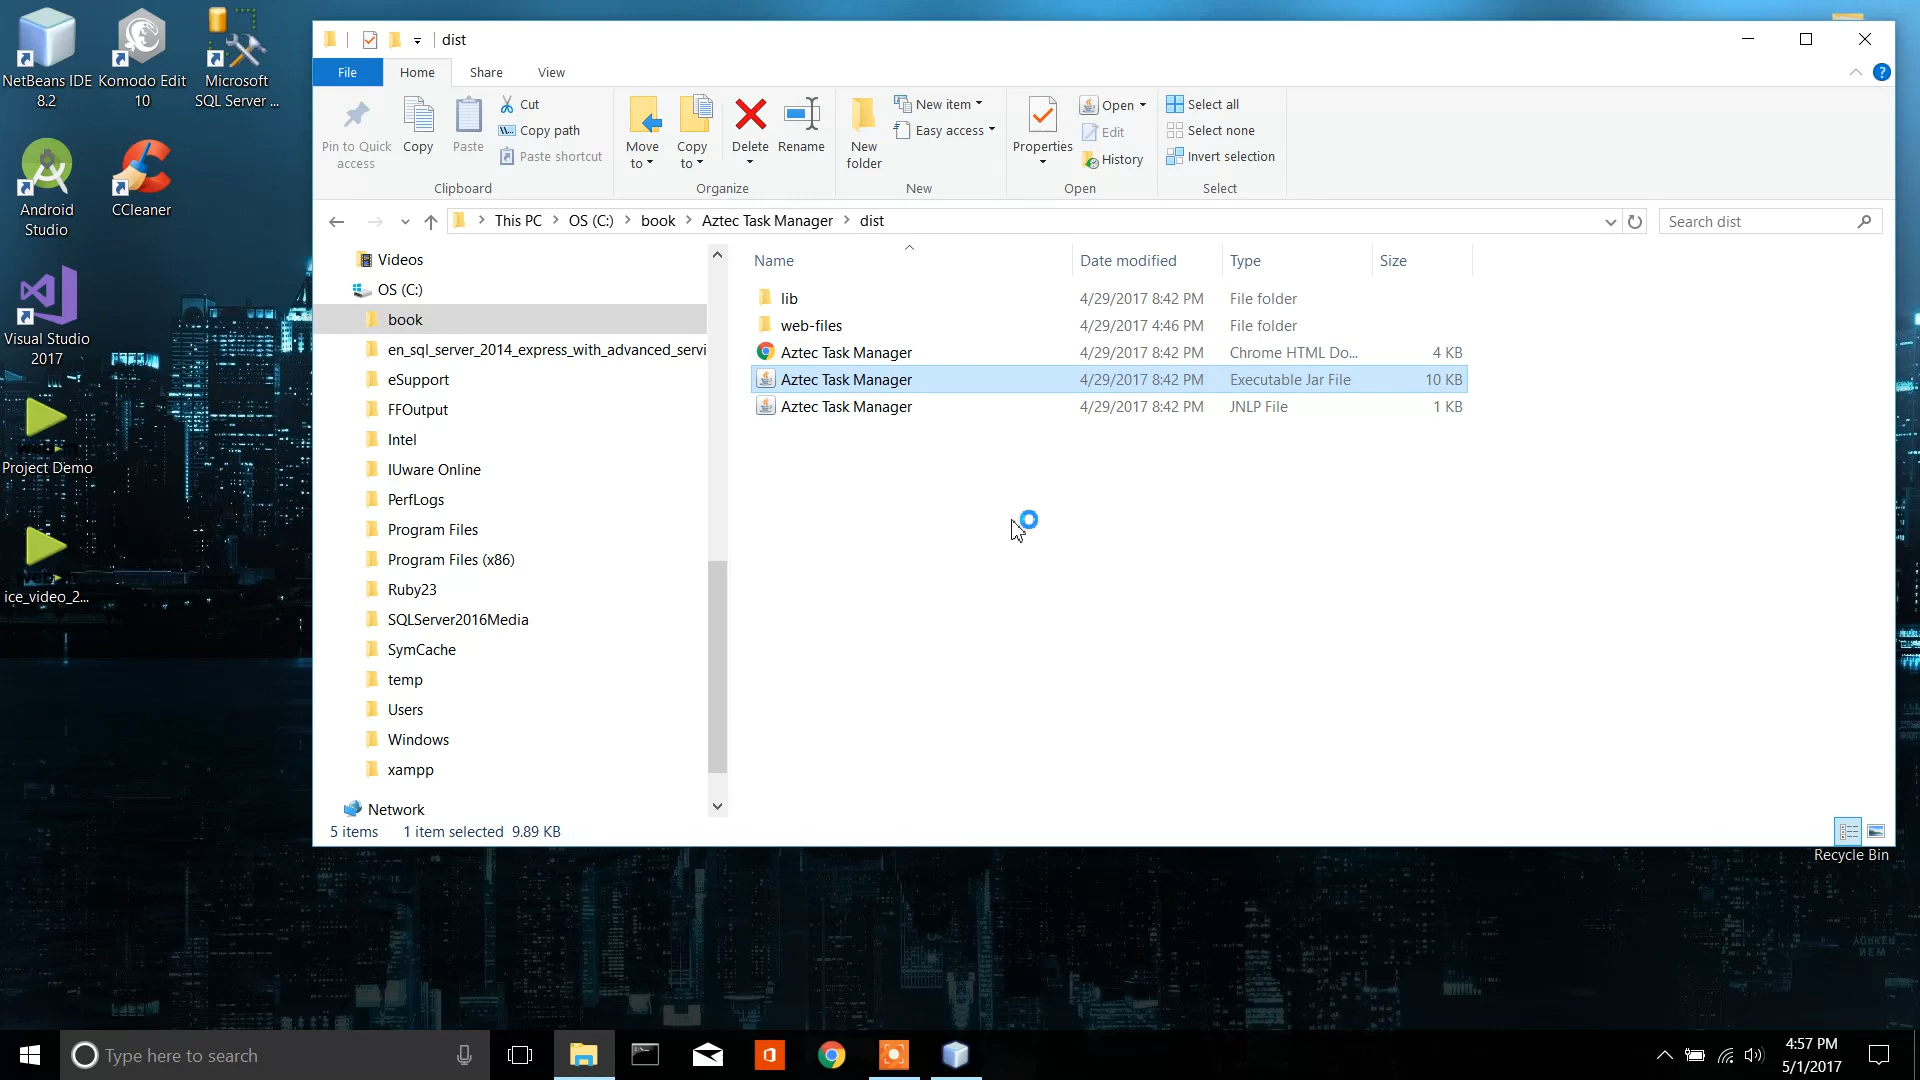 NetBeans IDE
8.2
Komodo Edit
10
Microsoft
SQL Server ...
Android
Studio
CCleaner
Visual Studio
2017
Project Demo
ice_video_2...
dist
File
Home
Share
View
Pin to Quick
access
Copy
Paste
Cut
Copy path
Paste shortcut
Clipboard
Move
to
Copy
to
Delete
Rename
Organize
New
folder
New item
Easy access
New
Properties
Open
Edit
History
Open
Select all
Select none
Invert selection
Select
This PC
OS (C:)
book
Aztec Task Manager
dist
Search dist
Videos
OS (C:)
book
en_sql_server_2014_express_with_advanced_servi
eSupport
FFOutput
Intel
IUware Online
PerfLogs
Program Files
Program Files (x86)
Ruby23
SQLServer2016Media
SymCache
temp
Users
Windows
xampp
Network
Name Date modified Type Size
lib 4/29/2017 8:42 PM File folder
web-files 4/29/2017 4:46 PM File folder
Aztec Task Manager 4/29/2017 8:42 PM Chrome HTML Do... 4 KB
Aztec Task Manager 4/29/2017 8:42 PM Executable Jar File 10 KB
Aztec Task Manager 4/29/2017 8:42 PM JNLP File 1 KB
5 items 1 item selected 9.89 KB
Recycle Bin
Type here to search
4:57 PM
5/1/2017